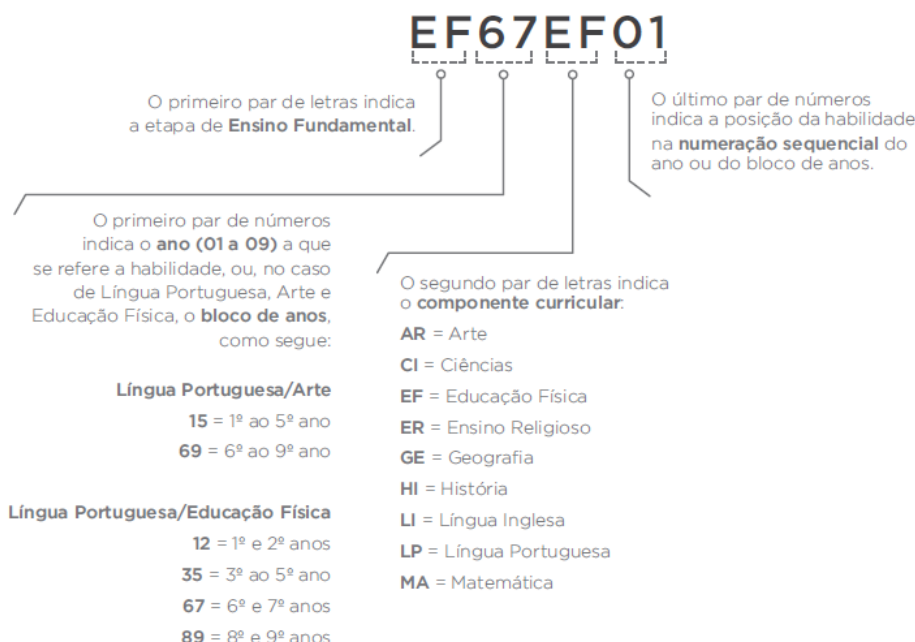 EF67EF01
O primeiro par de letras indica
a etapa de Ensino Fundamental.
O último par de números
indica a posição da habilidade
na numeração sequencial do
ano ou do bloco de anos.
O primeiro par de números
indica o ano (01 a 09) a que
se refere a habilidade, ou, no caso
de Língua Portuguesa, Arte e
Educação Física, o bloco de anos,
como segue:
Língua Portuguesa/Arte
15 = 1º ao 5º ano
69 = 6º ao 9º ano
Língua Portuguesa/Educação Física
12 = 1º e 2º anos
35 = 3º ao 5º ano
67 = 6º e 7º anos
89 = 8º e 9º anos
O segundo par de letras indica
o componente curricular:
AR = Arte
CI = Ciências
EF = Educação Física
ER = Ensino Religioso
GE = Geografia
HI = História
LI = Língua Inglesa
LP = Língua Portuguesa
MA = Matemática